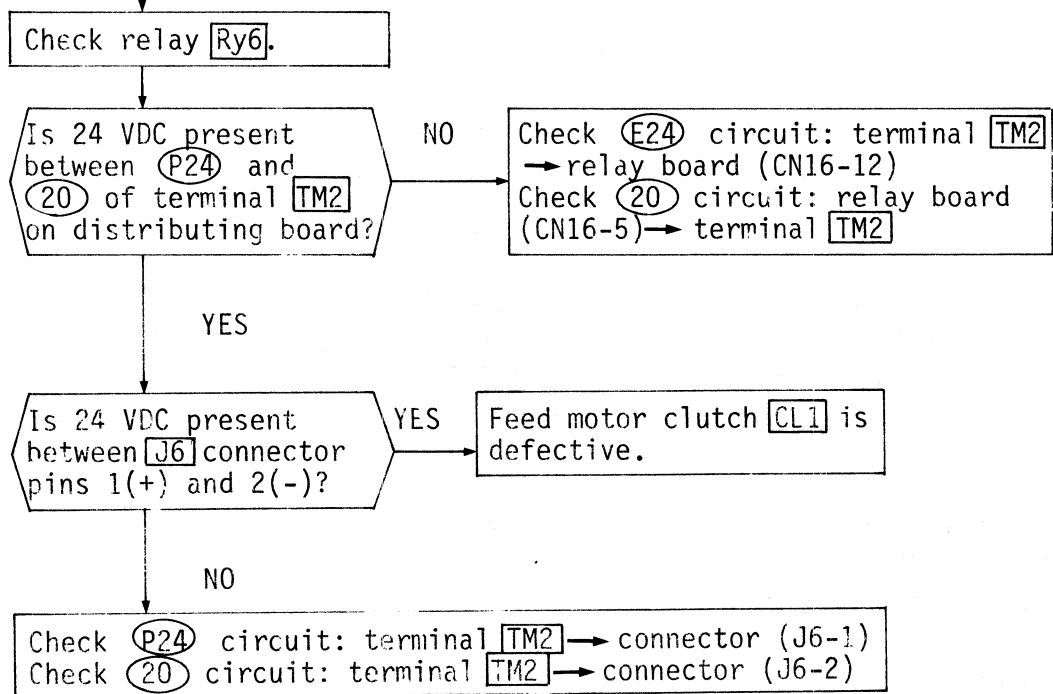 Check relay Ry6.
Is 24 VDC present
between P24 and
20 of terminal TM2
on distributing board?
NO
Check E24 circuit: terminal TM2
→ relay board (CN16-12)
Check 20 circuit: relay board
(CN16-5) → terminal TM2
YES
Is 24 VDC present
between J6 connector
pins 1(+) and 2(-)?
YES
Feed motor clutch CL1 is
defective.
NO
Check P24 circuit: terminal TM2 → connector (J6-1)
Check 20 circuit: terminal TM2 → connector (J6-2)